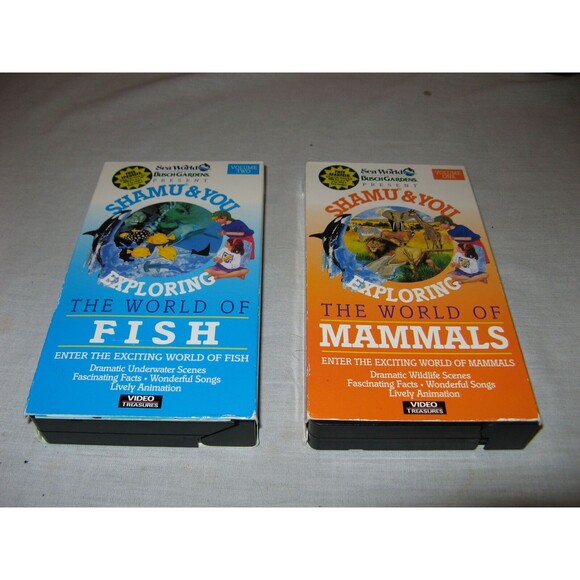 Sea World
BUSCH GARDENS
PRESENT
VOLUME
TWO
SHAMU & YOU
EXPLORING
THE WORLD OF
FISH
ENTER THE EXCITING WORLD OF FISH
Dramatic Underwater Scenes
Fascinating Facts • Wonderful Songs
Lively Animation
VIDEO
TREASURES
Sea World
BUSCH GARDENS
PRESENT
VOLUME
SHAMU & YOU
EXPLORING
THE WORLD OF
MAMMALS
ENTER THE EXCITING WORLD OF MAMMALS
Dramatic Wildlife Scenes
Fascinating Facts • Wonderful Songs
Lively Animation
VIDEO
TREASURES